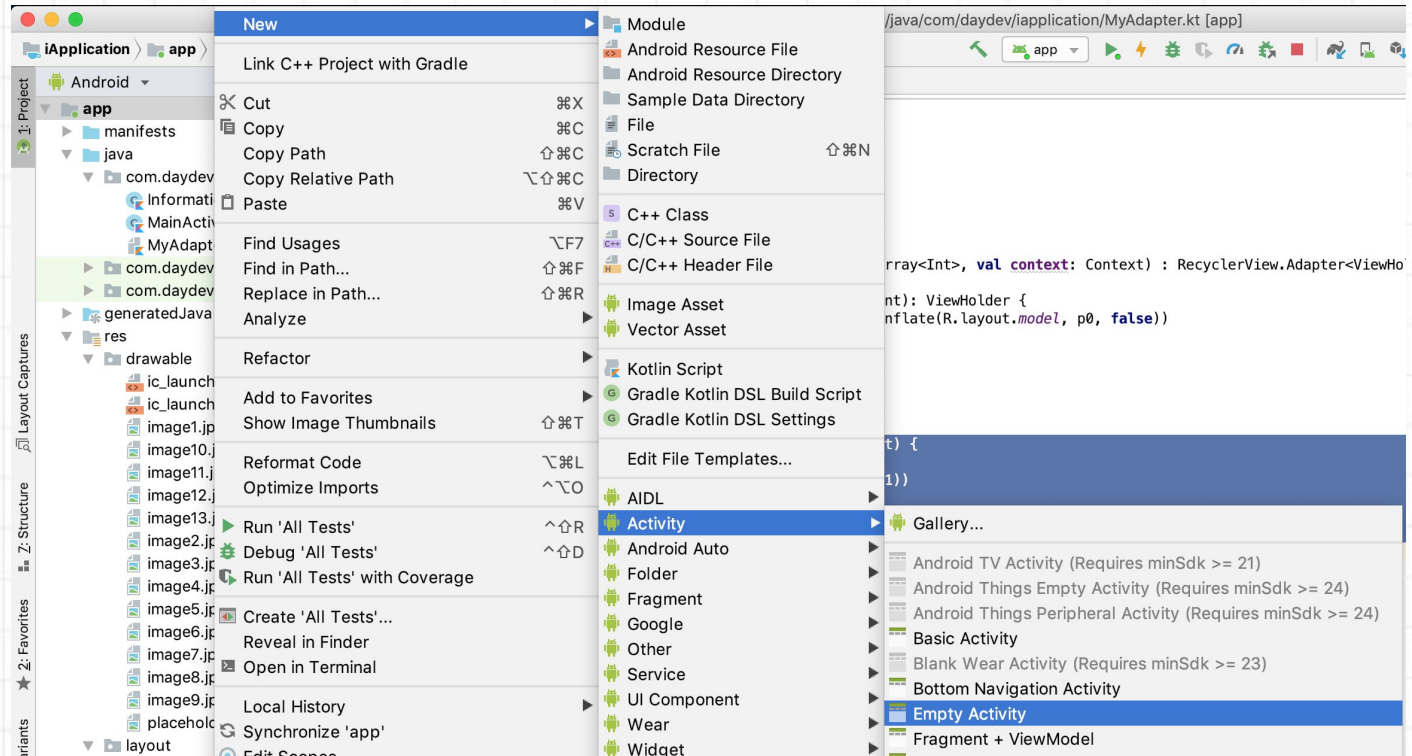 /java/com/daydev/iapplication/MyAdapter.kt [app]
iApplication
app
app
Android
1: Project
Layout Captures
Z: Structure
2: Favorites
app
manifests
java
com.daydev
Informati
MainActiv
MyAdapt
com.daydev
com.daydev
generatedJava
res
drawable
ic_launch
ic_launch
image1.jp
image10.j
image11.j
image12.j
image13.j
image2.jp
image3.jp
image4.jp
image5.jp
image6.jp
image7.jp
image8.jp
image9.jp
placehold
layout
New
Link C++ Project with Gradle
Cut ⌘X
Copy ⌘C
Copy Path ⇧⌘C
Copy Relative Path ⌥⇧⌘C
Paste ⌘V
Find Usages ⌥F7
Find in Path... ⇧⌘F
Replace in Path... ⇧⌘R
Analyze
Refactor
Add to Favorites
Show Image Thumbnails ⇧⌘T
Reformat Code ⌥⌘L
Optimize Imports ^⌥O
Run 'All Tests' ^⇧R
Debug 'All Tests' ^⇧D
Run 'All Tests' with Coverage
Create 'All Tests'...
Reveal in Finder
Open in Terminal
Local History
Synchronize 'app'
Edit Scopes
Module
Android Resource File
Android Resource Directory
Sample Data Directory
File
Scratch File ⇧⌘N
Directory
C++ Class
C/C++ Source File
C/C++ Header File
Image Asset
Vector Asset
Kotlin Script
Gradle Kotlin DSL Build Script
Gradle Kotlin DSL Settings
Edit File Templates...
AIDL
Activity
Android Auto
Folder
Fragment
Google
Other
Service
UI Component
Wear
Widget
rray<Int>, val context: Context) : RecyclerView.Adapter<ViewHo
nt): ViewHolder {
nflate(R.layout.model, p0, false))
t) {
1))
Gallery...
Android TV Activity (Requires minSdk >= 21)
Android Things Empty Activity (Requires minSdk >= 24)
Android Things Peripheral Activity (Requires minSdk >= 24)
Basic Activity
Blank Wear Activity (Requires minSdk >= 23)
Bottom Navigation Activity
Empty Activity
Fragment + ViewModel